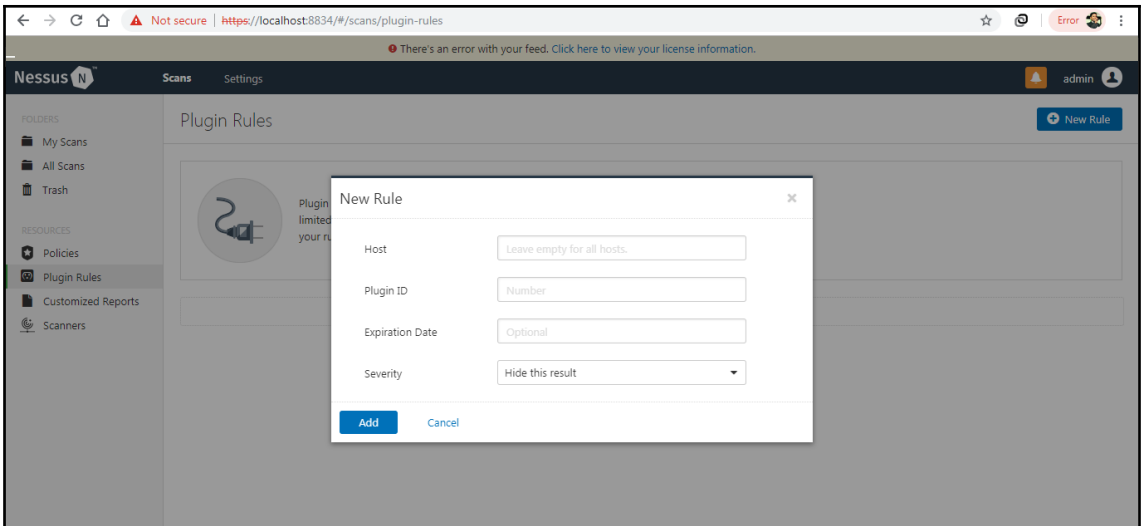 Not secure | https://localhost:8834/#/scans/plugin-rules
Error
There's an error with your feed. Click here to view your license information.
Nessus N
Scans
Settings
admin
FOLDERS
My Scans
All Scans
Trash
RESOURCES
Policies
Plugin Rules
Customized Reports
Scanners
Plugin Rules
New Rule
Plugin
limited
your ru
New Rule
Host
Leave empty for all hosts.
Plugin ID
Number
Expiration Date
Optional
Severity
Hide this result
Add
Cancel